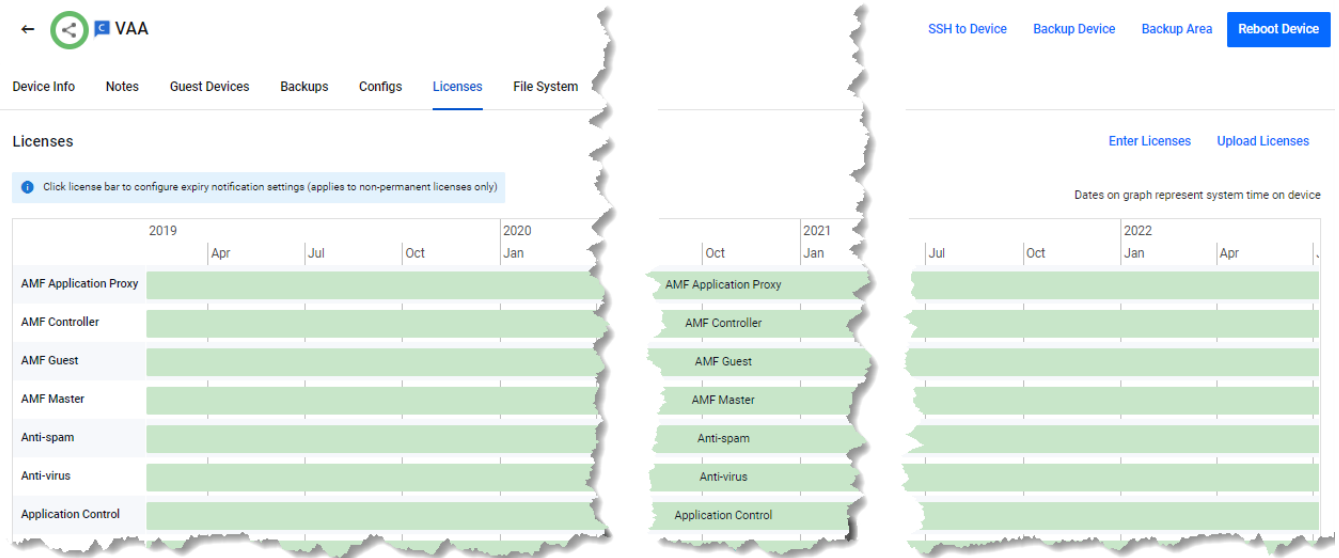 C VAA SSH to Device Backup Device Backup Area Reboot Device
Device Info Notes Guest Devices Backups Configs Licenses File System
Licenses Enter Licenses Upload Licenses
Click license bar to configure expiry notification settings (applies to non-permanent licenses only)
Dates on graph represent system time on device
2019 2020 2021 2022
Apr Jul Oct Jan Oct Jan Jul Oct Jan Apr
AMF Application Proxy AMF Application Proxy
AMF Controller AMF Controller
AMF Guest AMF Guest
AMF Master AMF Master
Anti-spam Anti-spam
Anti-virus Anti-virus
Application Control Application Control